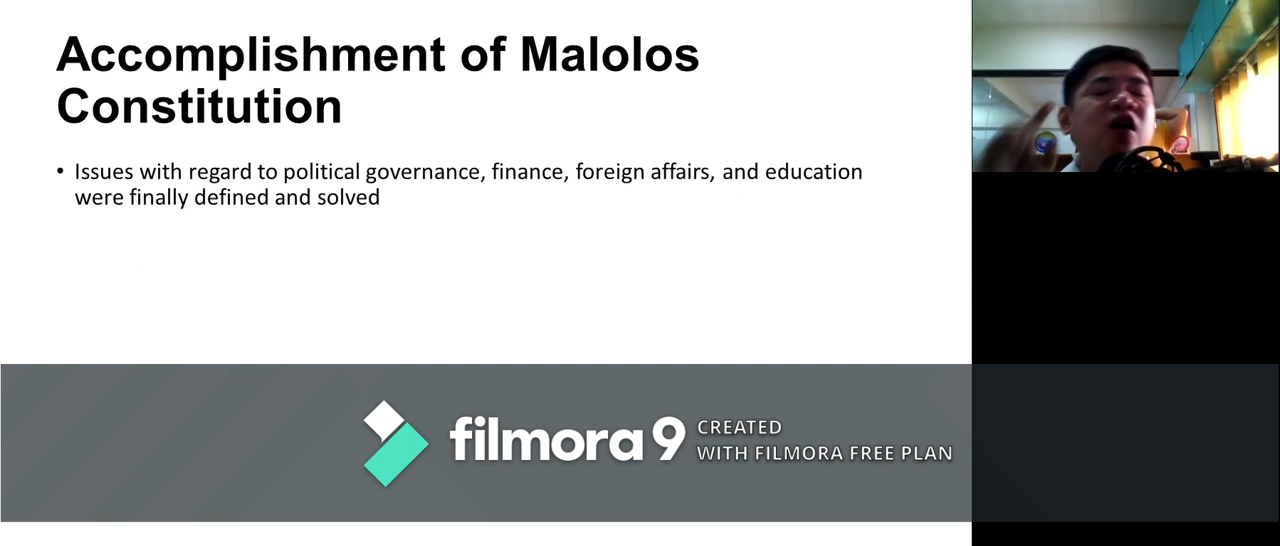 Accomplishment of Malolos
Constitution
• Issues with regard to political governance, finance, foreign affairs, and education
were finally defined and solved
filmora9 CREATED
WITH FILMORA FREE PLAN